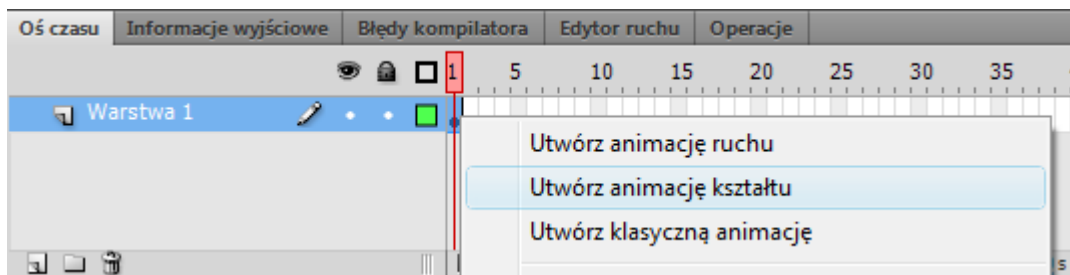 Oś czasu Informacje wyjściowe Błędy kompilatora Edytor ruchu Operacje
1 5 10 15 20 25 30 35
Warstwa 1
Utwórz animację ruchu
Utwórz animację kształtu
Utwórz klasyczną animację
s